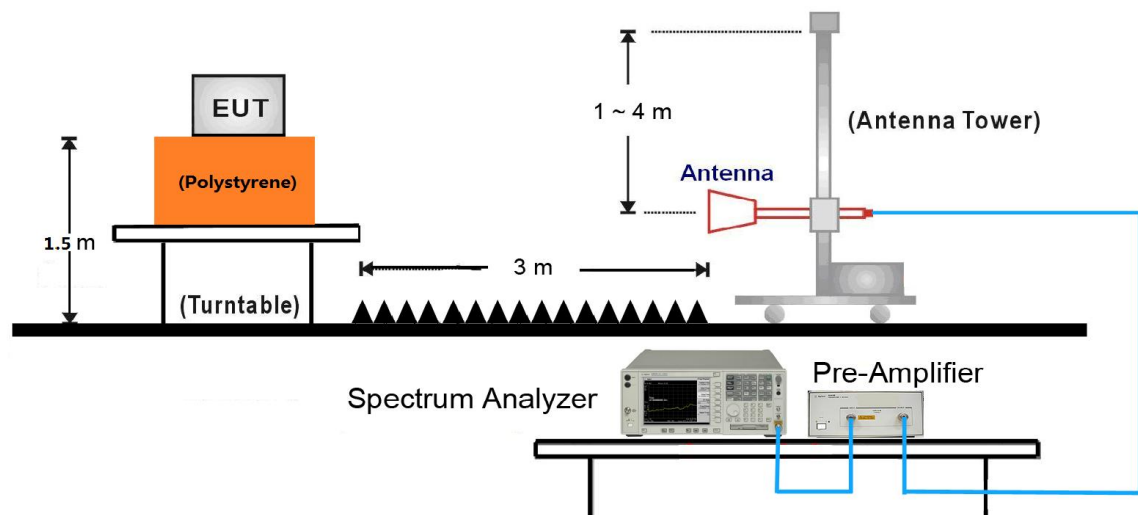 EUT
(Polystyrene)
1.5 m
(Turntable)
3 m
1 ~ 4 m
Antenna
(Antenna Tower)
Spectrum Analyzer
Pre-Amplifier